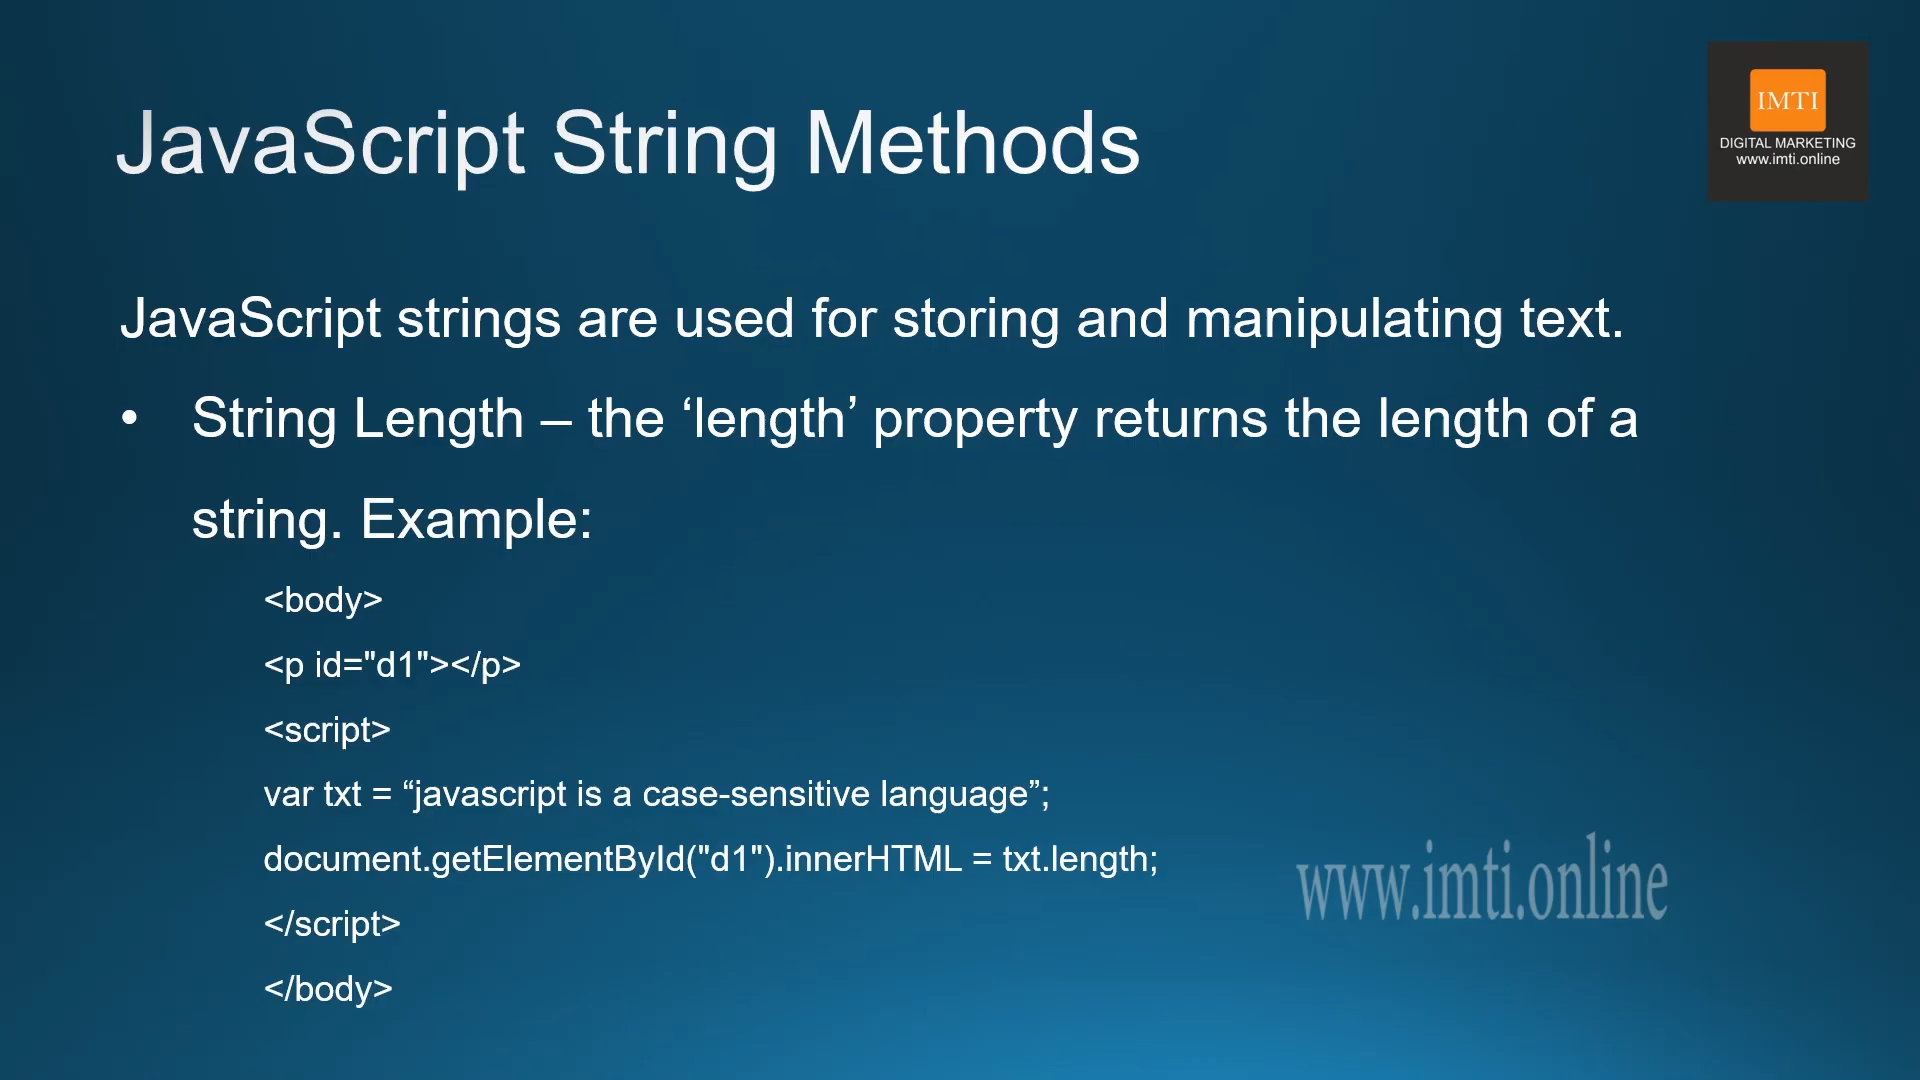 JavaScript String Methods
IMTI
DIGITAL MARKETING
www.imti.online
JavaScript strings are used for storing and manipulating text.
• String Length – the ‘length’ property returns the length of a
string. Example:
<body>
<p id="d1"></p>
<script>
var txt = “javascript is a case-sensitive language”;
document.getElementById("d1").innerHTML = txt.length;
</script>
</body>
www.imti.online